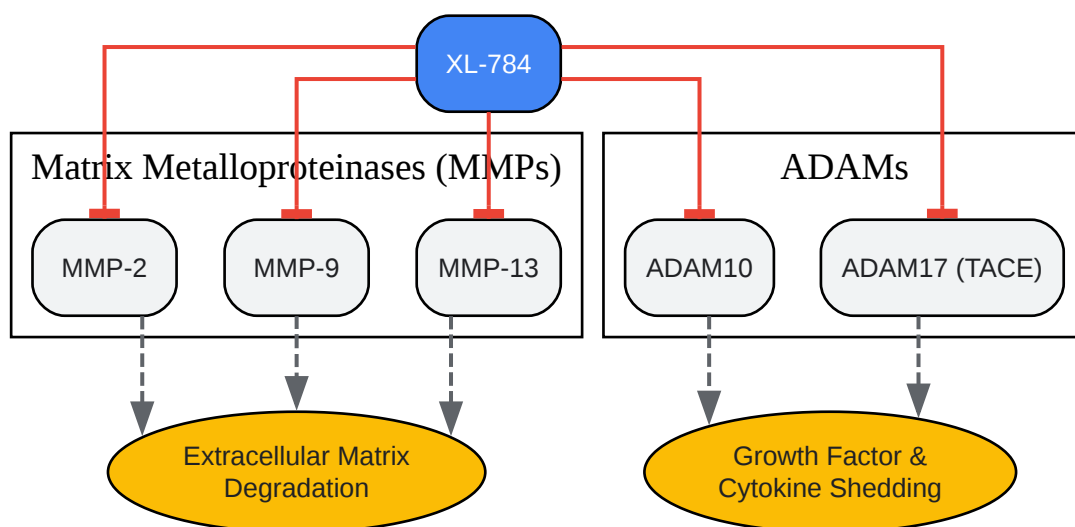 XL-784
Matrix Metalloproteinases (MMPs)
ADAMs
MMP-2
MMP-9
MMP-13
ADAM10
ADAM17 (TACE)
Extracellular Matrix
Degradation
Growth Factor &
Cytokine Shedding